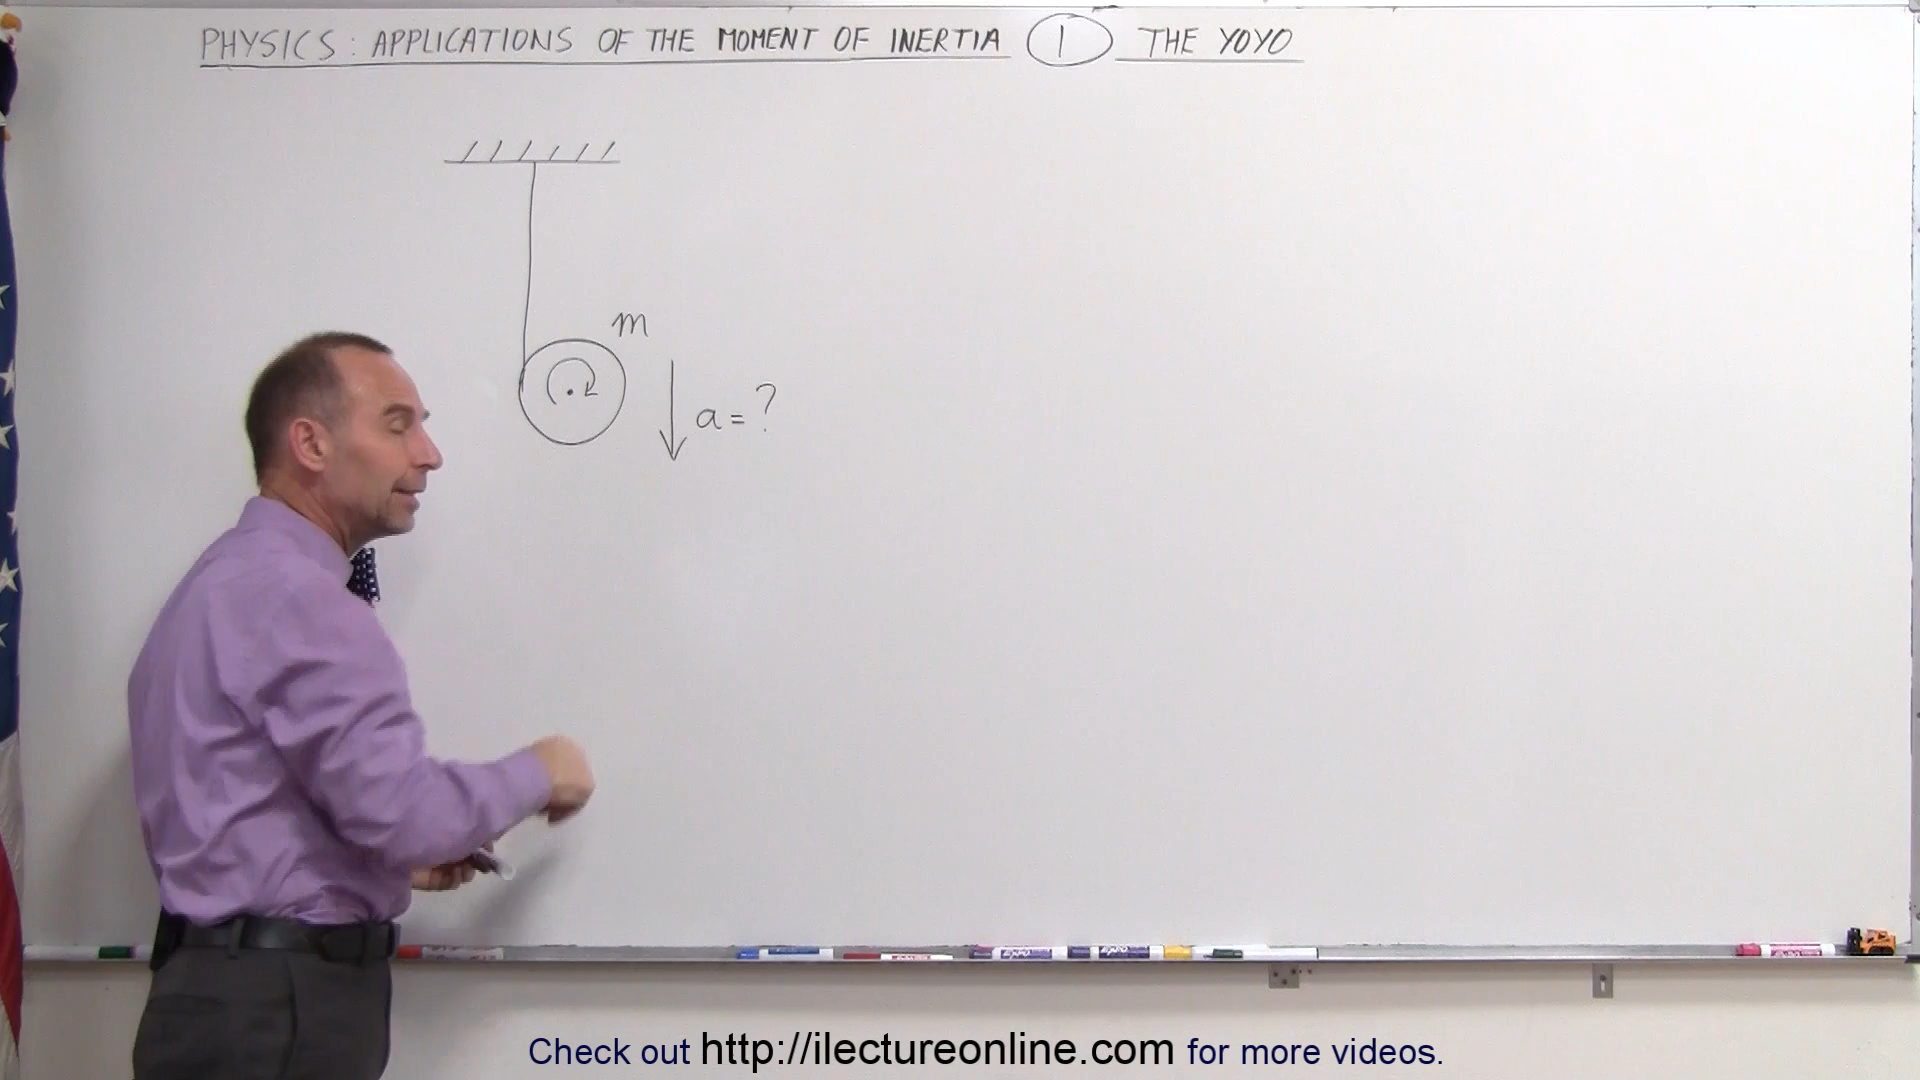 PHYSICS: APPLICATIONS OF THE MOMENT OF INERTIA 1 THE YOYO
m
a = ?
Check out http://ilectureonline.com for more videos.